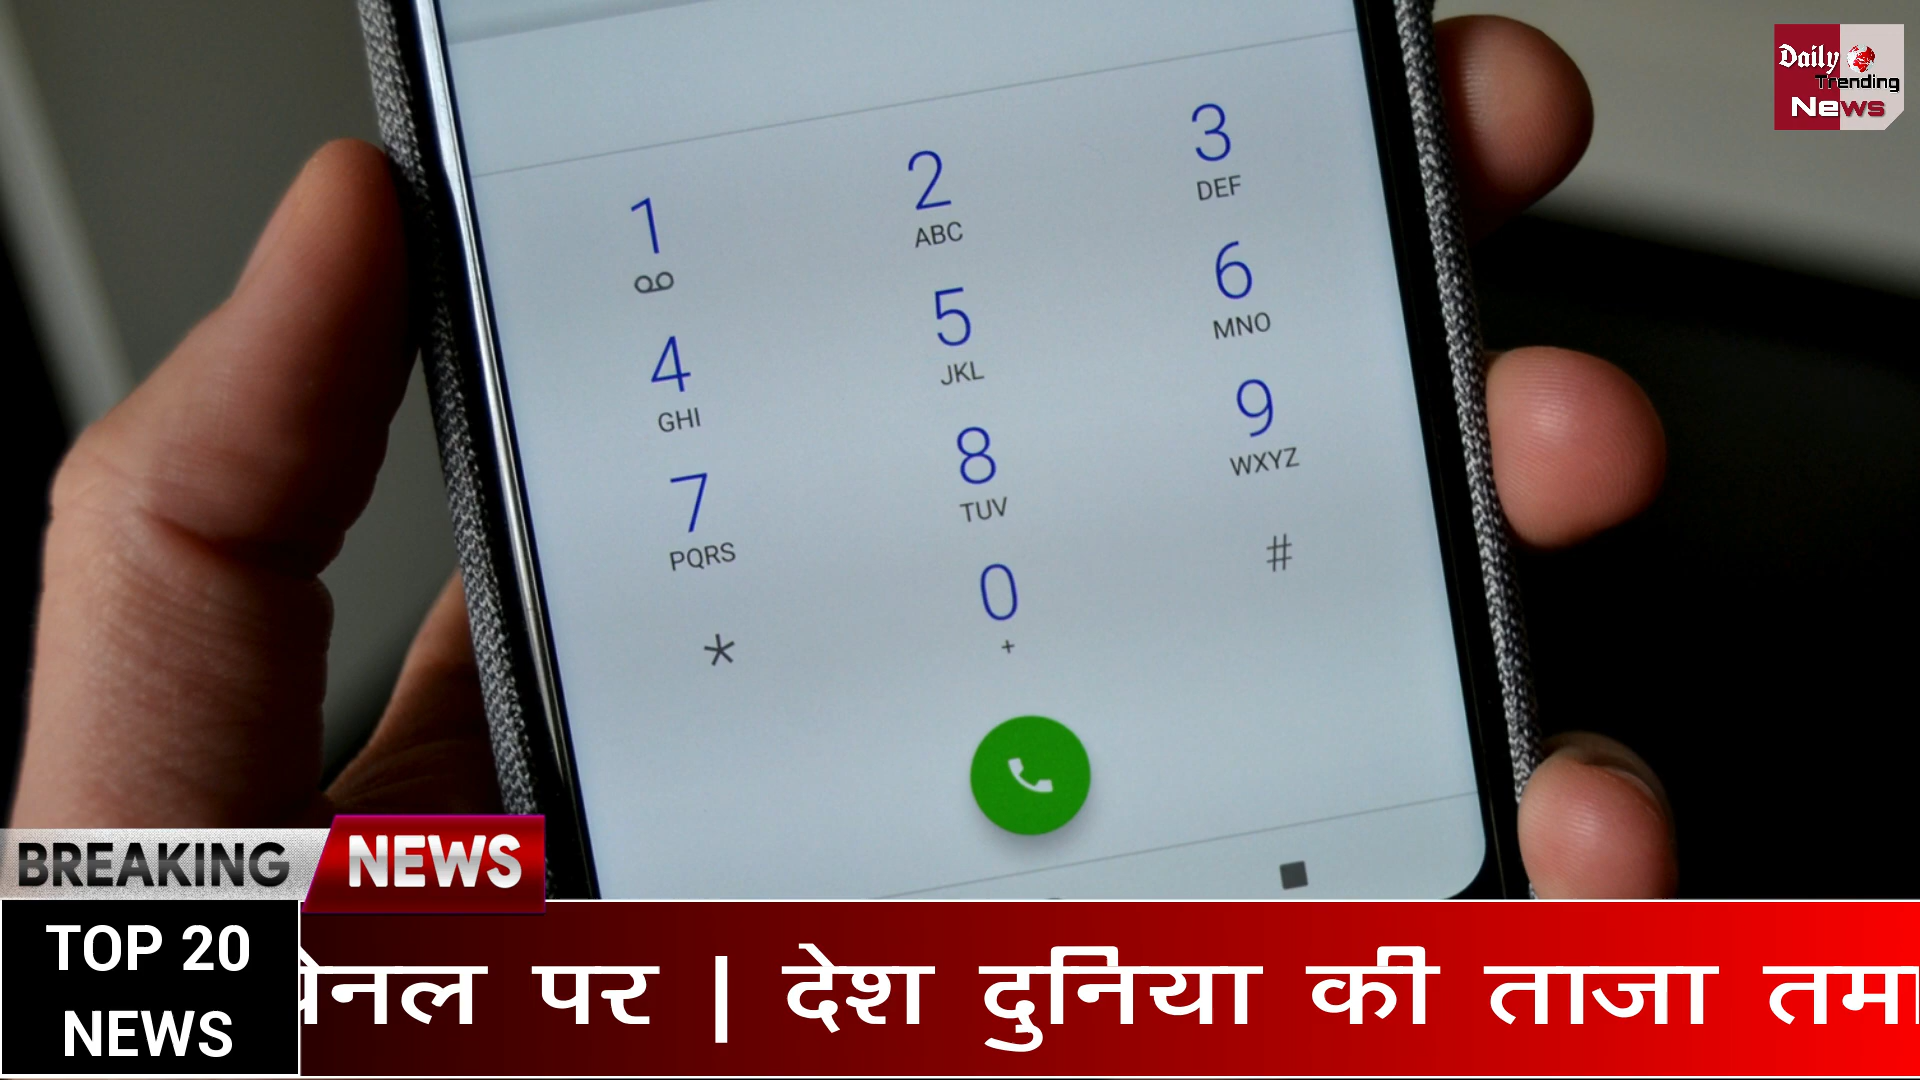 Daily
Trending
News
1
2
ABC
3
DEF
4
GHI
5
JKL
6
MNO
7
PQRS
8
TUV
9
WXYZ
*
0
+
#
BREAKING NEWS
TOP 20
NEWS
पर | देश दुनिया की ताजा